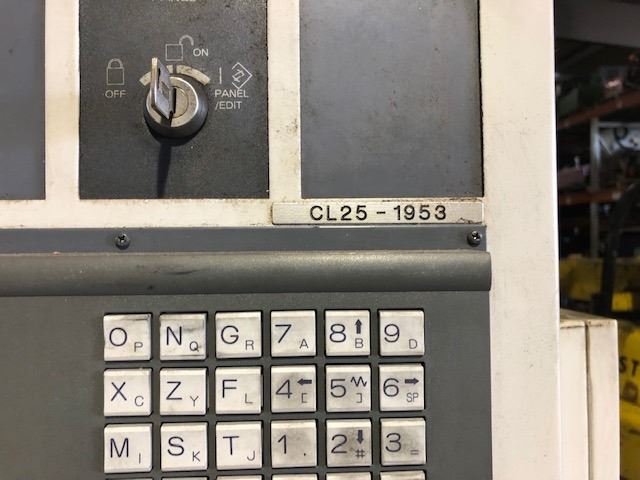 ON
OFF
PANEL
/EDIT
CL25-1953
O P N Q G R 7 A 8 B 9 D
X C Z Y F L 4 [ 5 ] 6 SP
M I S K T J 1 . 2 # 3 =